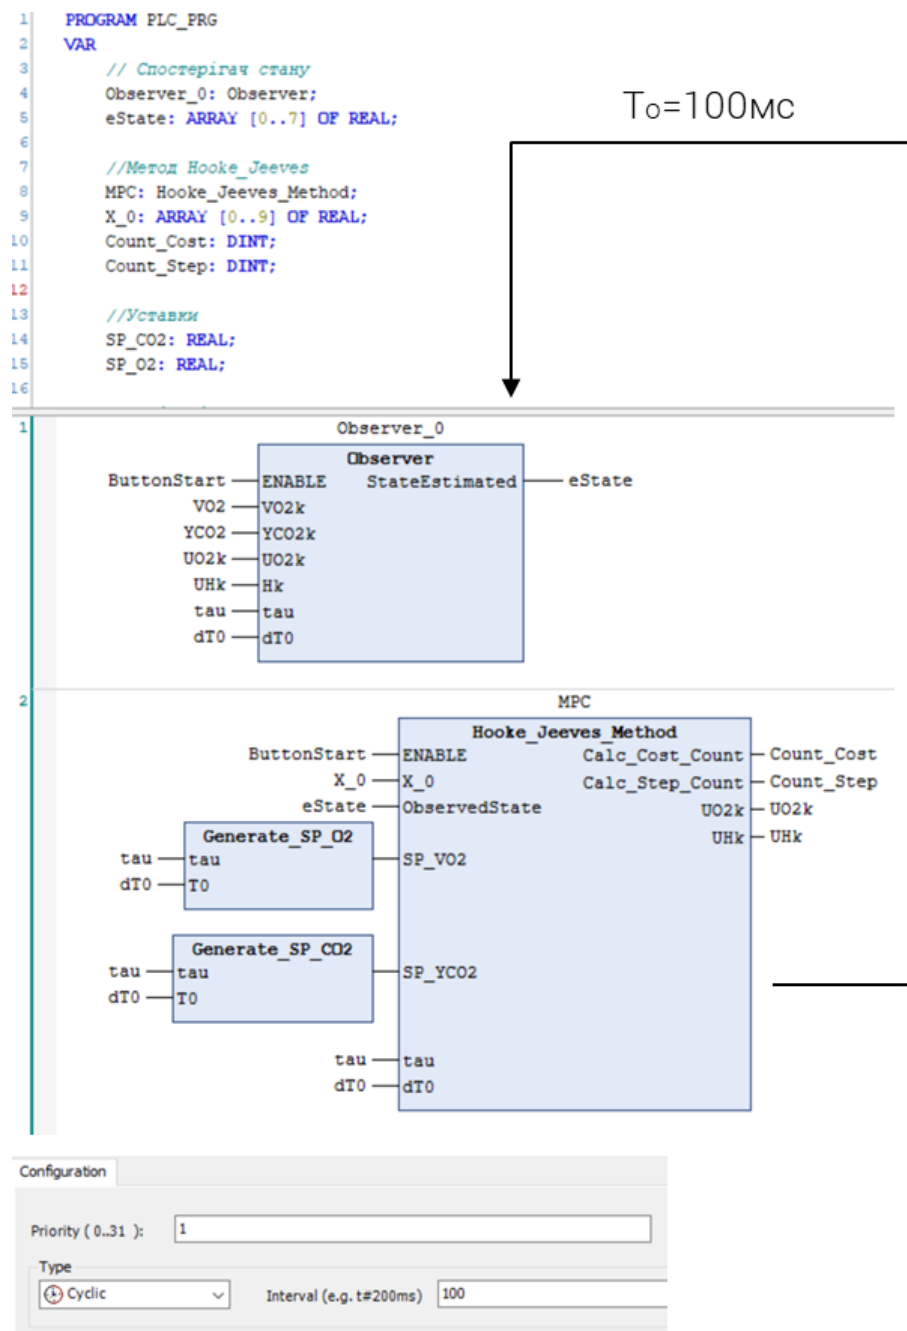 1 PROGRAM PLC_PRG
2 VAR
3 // Спостерігач стану
4 Observer_0: Observer;
5 eState: ARRAY [0..7] OF REAL;
6
7 //Метод Hooke_Jeeves
8 MPC: Hooke_Jeeves_Method;
9 X_0: ARRAY [0..9] OF REAL;
10 Count_Cost: DINT;
11 Count_Step: DINT;
12
13 //Уставки
14 SP_CO2: REAL;
15 SP_O2: REAL;
16
To=100мс
1
Observer_0
Observer
ButtonStart ENABLE StateEstimated eState
VO2 VO2k
YCO2 YCO2k
UO2k UO2k
UHk Hk
tau tau
dT0 dT0
2
MPC
Hooke_Jeeves_Method
ButtonStart ENABLE Calc_Cost_Count Count_Cost
X_0 X_0 Calc_Step_Count Count_Step
eState ObservedState UO2k UO2k
Generate_SP_O2 UHk UHk
tau tau SP_VO2
dT0 T0
Generate_SP_CO2
tau tau SP_YCO2
dT0 T0
tau tau
dT0 dT0
Configuration
Priority ( 0..31 ): 1
Type
Cyclic Interval (e.g. t#200ms) 100